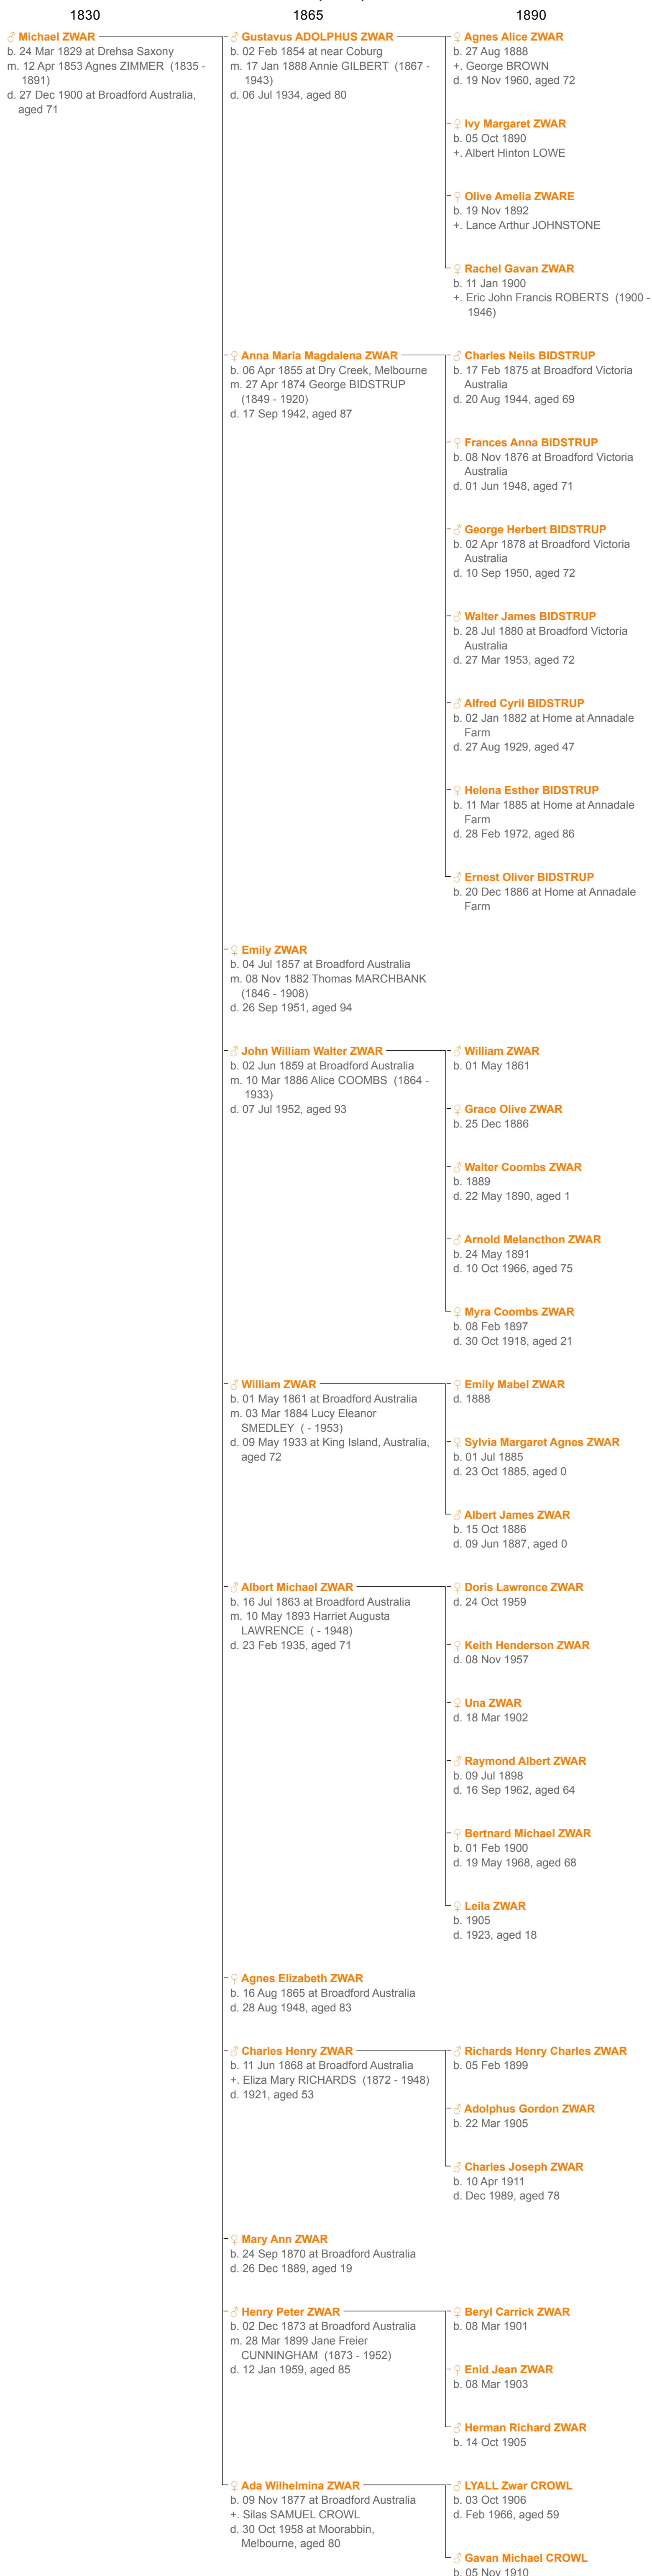 1830 1865 1890
♂ Michael ZWAR
b. 24 Mar 1829 at Drehsa Saxony
m. 12 Apr 1853 Agnes ZIMMER (1835 -
1891)
d. 27 Dec 1900 at Broadford Australia,
aged 71
♂ Gustavus ADOLPHUS ZWAR
b. 02 Feb 1854 at near Coburg
m. 17 Jan 1888 Annie GILBERT (1867 -
1943)
d. 06 Jul 1934, aged 80
♀ Agnes Alice ZWAR
b. 27 Aug 1888
+. George BROWN
d. 19 Nov 1960, aged 72
♀ Ivy Margaret ZWAR
b. 05 Oct 1890
+. Albert Hinton LOWE
♀ Olive Amelia ZWARE
b. 19 Nov 1892
+. Lance Arthur JOHNSTONE
♀ Rachel Gavan ZWAR
b. 11 Jan 1900
+. Eric John Francis ROBERTS (1900 -
1946)
♀ Anna Maria Magdalena ZWAR
b. 06 Apr 1855 at Dry Creek, Melbourne
m. 27 Apr 1874 George BIDSTRUP
(1849 - 1920)
d. 17 Sep 1942, aged 87
♂ Charles Neils BIDSTRUP
b. 17 Feb 1875 at Broadford Victoria
Australia
d. 20 Aug 1944, aged 69
♀ Frances Anna BIDSTRUP
b. 08 Nov 1876 at Broadford Victoria
Australia
d. 01 Jun 1948, aged 71
♂ George Herbert BIDSTRUP
b. 02 Apr 1878 at Broadford Victoria
Australia
d. 10 Sep 1950, aged 72
♂ Walter James BIDSTRUP
b. 28 Jul 1880 at Broadford Victoria
Australia
d. 27 Mar 1953, aged 72
♂ Alfred Cyril BIDSTRUP
b. 02 Jan 1882 at Home at Annadale
Farm
d. 27 Aug 1929, aged 47
♀ Helena Esther BIDSTRUP
b. 11 Mar 1885 at Home at Annadale
Farm
d. 28 Feb 1972, aged 86
♂ Ernest Oliver BIDSTRUP
b. 20 Dec 1886 at Home at Annadale
Farm
♀ Emily ZWAR
b. 04 Jul 1857 at Broadford Australia
m. 08 Nov 1882 Thomas MARCHBANK
(1846 - 1908)
d. 26 Sep 1951, aged 94
♂ John William Walter ZWAR
b. 02 Jun 1859 at Broadford Australia
m. 10 Mar 1886 Alice COOMBS (1864 -
1933)
d. 07 Jul 1952, aged 93
♂ William ZWAR
b. 01 May 1861
♀ Grace Olive ZWAR
b. 25 Dec 1886
♂ Walter Coombs ZWAR
b. 1889
d. 22 May 1890, aged 1
♂ Arnold Melancthon ZWAR
b. 24 May 1891
d. 10 Oct 1966, aged 75
♀ Myra Coombs ZWAR
b. 08 Feb 1897
d. 30 Oct 1918, aged 21
♂ William ZWAR
b. 01 May 1861 at Broadford Australia
m. 03 Mar 1884 Lucy Eleanor
SMEDLEY ( - 1953)
d. 09 May 1933 at King Island, Australia,
aged 72
♀ Emily Mabel ZWAR
d. 1888
♀ Sylvia Margaret Agnes ZWAR
b. 01 Jul 1885
d. 23 Oct 1885, aged 0
♂ Albert James ZWAR
b. 15 Oct 1886
d. 09 Jun 1887, aged 0
♂ Albert Michael ZWAR
b. 16 Jul 1863 at Broadford Australia
m. 10 May 1893 Harriet Augusta
LAWRENCE ( - 1948)
d. 23 Feb 1935, aged 71
♀ Doris Lawrence ZWAR
d. 24 Oct 1959
♀ Keith Henderson ZWAR
d. 08 Nov 1957
♀ Una ZWAR
d. 18 Mar 1902
♂ Raymond Albert ZWAR
b. 09 Jul 1898
d. 16 Sep 1962, aged 64
♀ Bertnard Michael ZWAR
b. 01 Feb 1900
d. 19 May 1968, aged 68
♀ Leila ZWAR
b. 1905
d. 1923, aged 18
♀ Agnes Elizabeth ZWAR
b. 16 Aug 1865 at Broadford Australia
d. 28 Aug 1948, aged 83
♂ Charles Henry ZWAR
b. 11 Jun 1868 at Broadford Australia
+. Eliza Mary RICHARDS (1872 - 1948)
d. 1921, aged 53
♂ Richards Henry Charles ZWAR
b. 05 Feb 1899
♂ Adolphus Gordon ZWAR
b. 22 Mar 1905
♂ Charles Joseph ZWAR
b. 10 Apr 1911
d. Dec 1989, aged 78
♀ Mary Ann ZWAR
b. 24 Sep 1870 at Broadford Australia
d. 26 Dec 1889, aged 19
♂ Henry Peter ZWAR
b. 02 Dec 1873 at Broadford Australia
m. 28 Mar 1899 Jane Freier
CUNNINGHAM (1873 - 1952)
d. 12 Jan 1959, aged 85
♀ Beryl Carrick ZWAR
b. 08 Mar 1901
♀ Enid Jean ZWAR
b. 08 Mar 1903
♂ Herman Richard ZWAR
b. 14 Oct 1905
♀ Ada Wilhelmina ZWAR
b. 09 Nov 1877 at Broadford Australia
+. Silas SAMUEL CROWL
d. 30 Oct 1958 at Moorabbin,
Melbourne, aged 80
♂ LYALL Zwar CROWL
b. 03 Oct 1906
d. Feb 1966, aged 59
♂ Gavan Michael CROWL
b. 05 Nov 1910